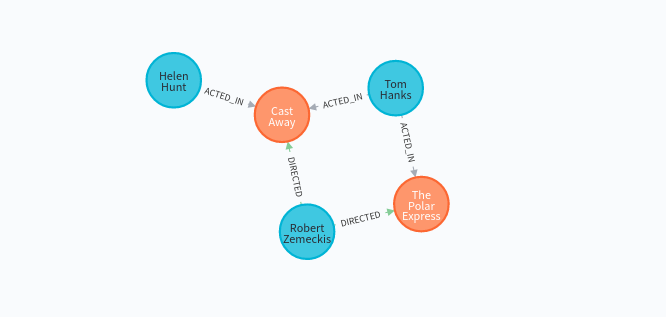 Helen
Hunt
ACTED_IN
Cast
Away
ACTED_IN
Tom
Hanks
ACTED_IN
DIRECTED
The
Polar
Express
Robert
Zemeckis
DIRECTED